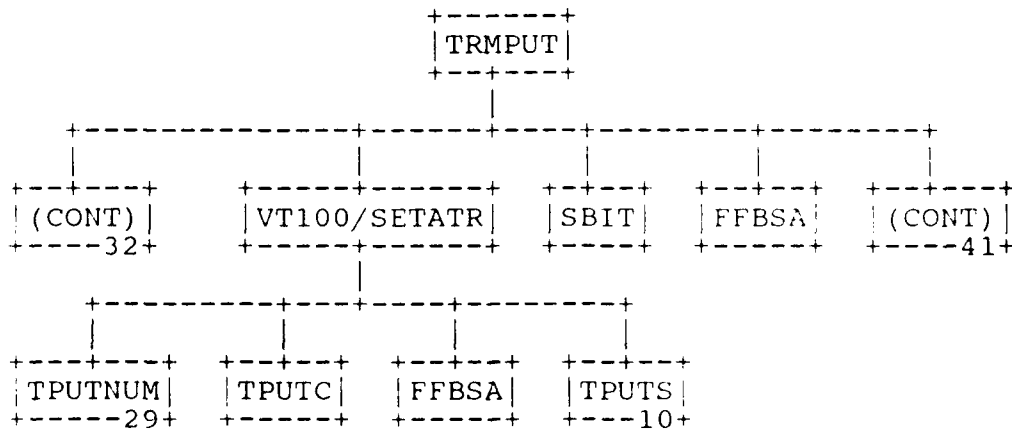 TRMPUT
(CONT) VT100/SETATR SBIT FFBSA (CONT)
32 41
TPUTNUM TPUTC FFBSA TPUTS
29 10